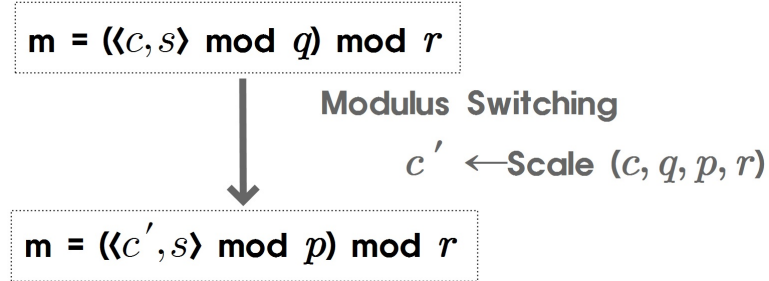 m = (⟨c, s⟩ mod q) mod r
Modulus Switching
c ′ ←Scale (c, q, p, r)
m = (⟨c′, s⟩ mod p) mod r